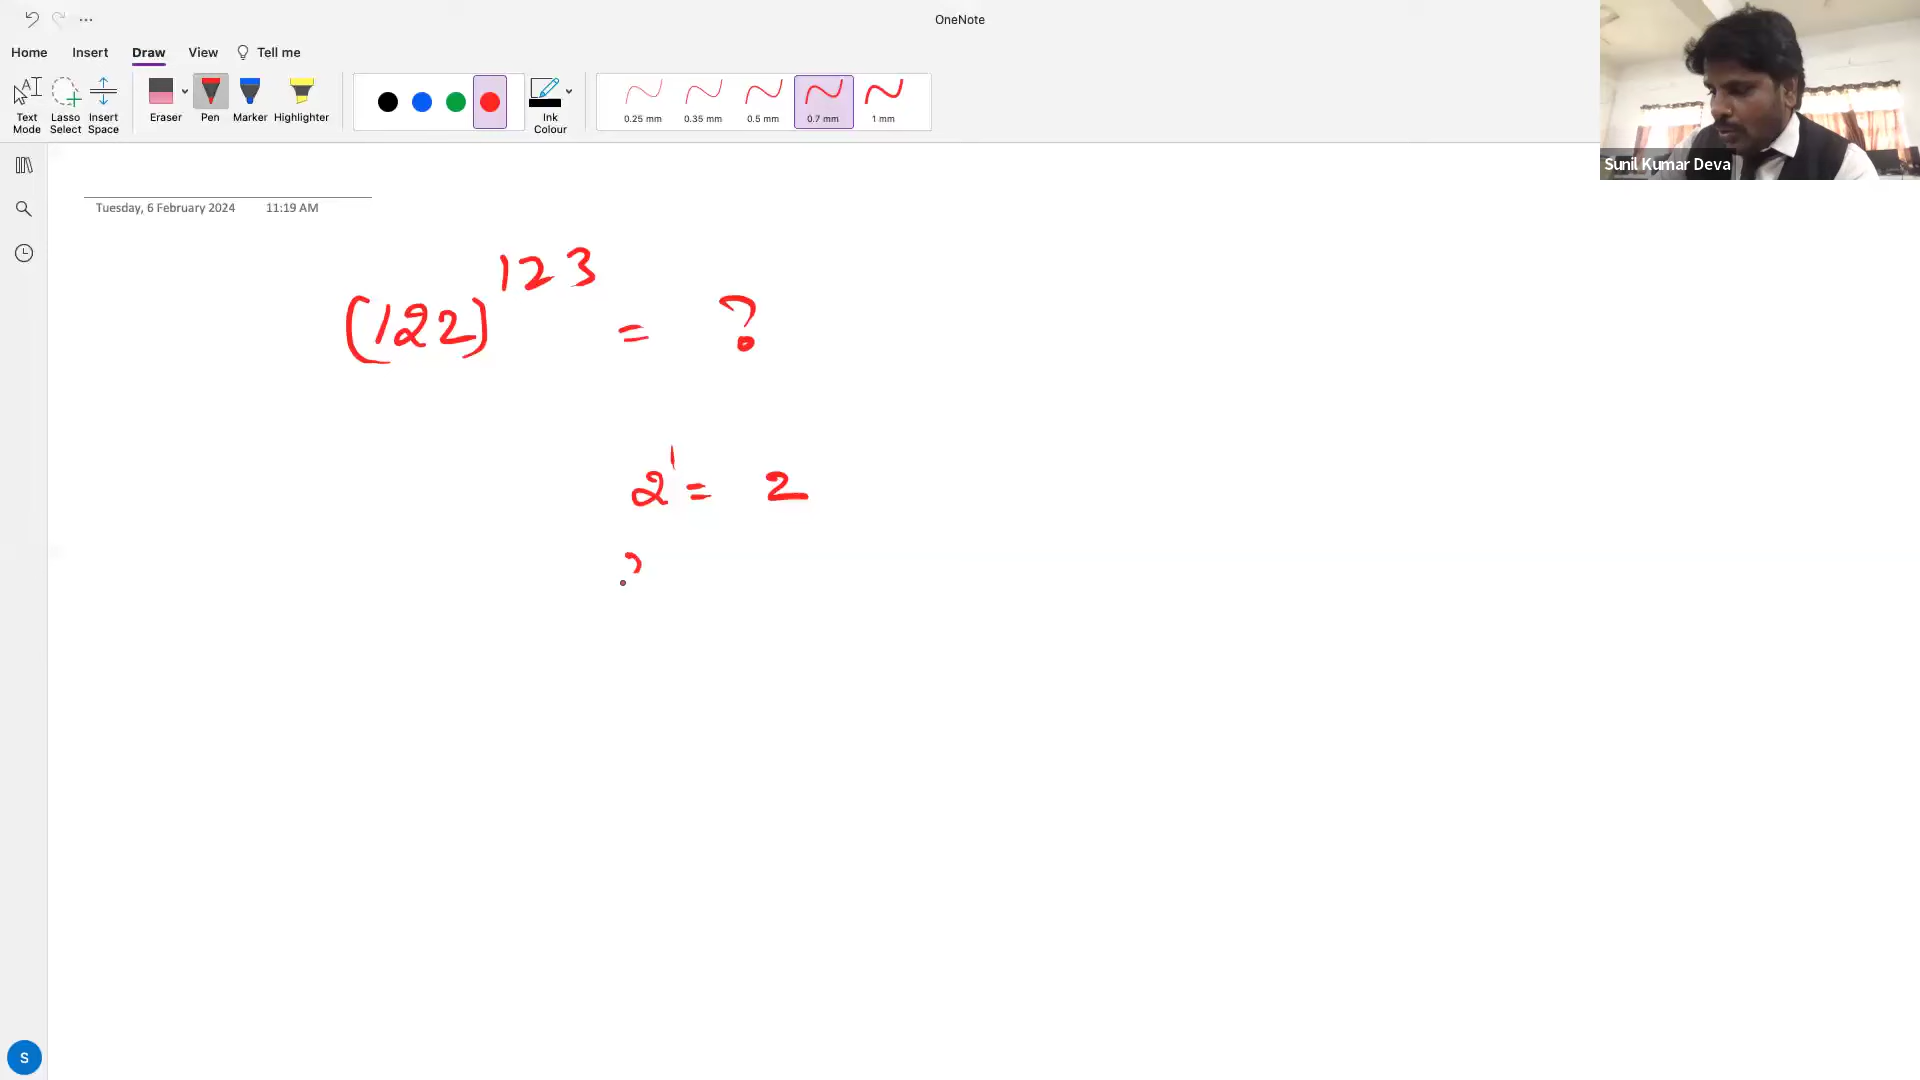 OneNote
Home Insert Draw View Tell me
Text Mode Lasso Select Insert Space Eraser Pen Marker Highlighter Ink Colour 0.25 mm 0.35 mm 0.5 mm 0.7 mm 1 mm
Sunil Kumar Deva
Tuesday, 6 February 2024 11:19 AM
(122)^123 = ?
2^1 = 2
S